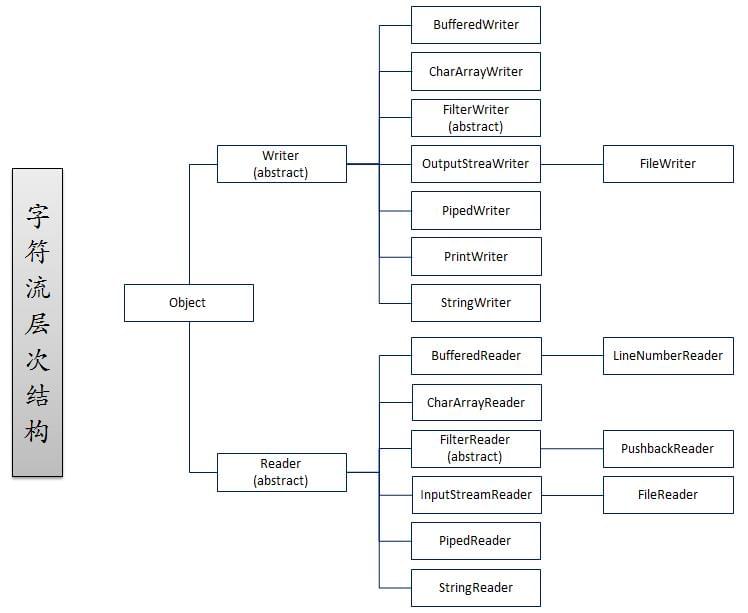 字符流层次结构
Object
Writer
(abstract)
BufferedWriter
CharArrayWriter
FilterWriter
(abstract)
OutputStreaWriter
FileWriter
PipedWriter
PrintWriter
StringWriter
Reader
(abstract)
BufferedReader
LineNumberReader
CharArrayReader
FilterReader
(abstract)
PushbackReader
InputStreamReader
FileReader
PipedReader
StringReader